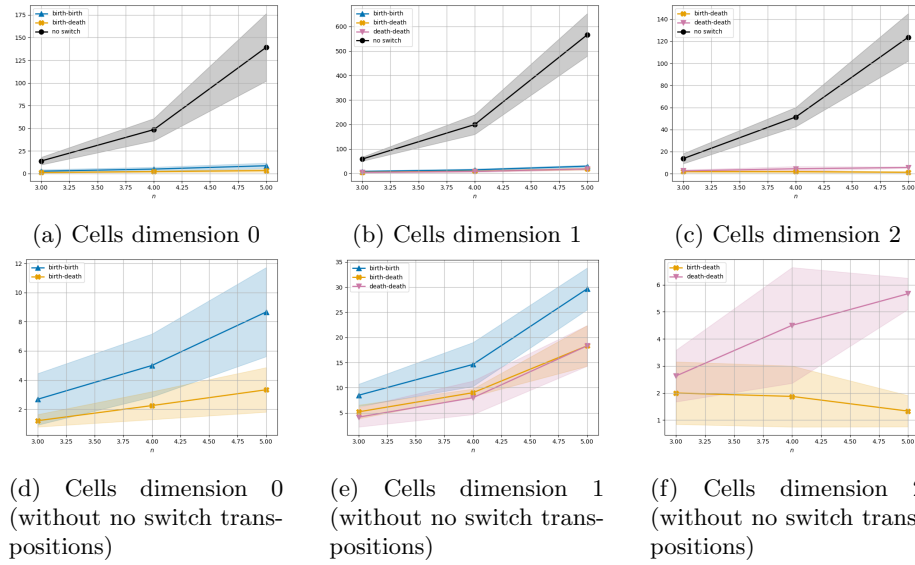 birth-birth
birth-death
no switch
175
150
125
100
75
50
25
0
3.00 3.25 3.50 3.75 4.00 4.25 4.50 4.75 5.00
n
(a) Cells dimension 0
birth-birth
birth-death
death-death
no switch
600
500
400
300
200
100
0
3.00 3.25 3.50 3.75 4.00 4.25 4.50 4.75 5.00
n
(b) Cells dimension 1
birth-death
death-death
no switch
140
120
100
80
60
40
20
0
3.00 3.25 3.50 3.75 4.00 4.25 4.50 4.75 5.00
n
(c) Cells dimension 2
birth-birth
birth-death
12
10
8
6
4
2
3.00 3.25 3.50 3.75 4.00 4.25 4.50 4.75 5.00
n
(d) Cells dimension 0
(without no switch trans-
positions)
birth-birth
birth-death
death-death
35
30
25
20
15
10
5
3.00 3.25 3.50 3.75 4.00 4.25 4.50 4.75 5.00
n
(e) Cells dimension 1
(without no switch trans-
positions)
birth-death
death-death
6
5
4
3
2
1
3.00 3.25 3.50 3.75 4.00 4.25 4.50 4.75 5.00
n
(f) Cells dimension 2
(without no switch trans-
positions)